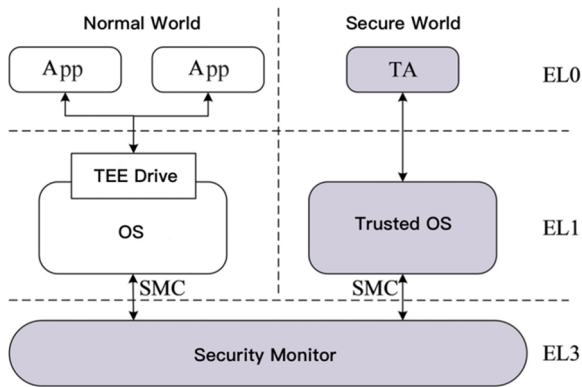 Normal World
Secure World
App
App
TA
EL0
TEE Drive
OS
Trusted OS
EL1
SMC
SMC
Security Monitor
EL3